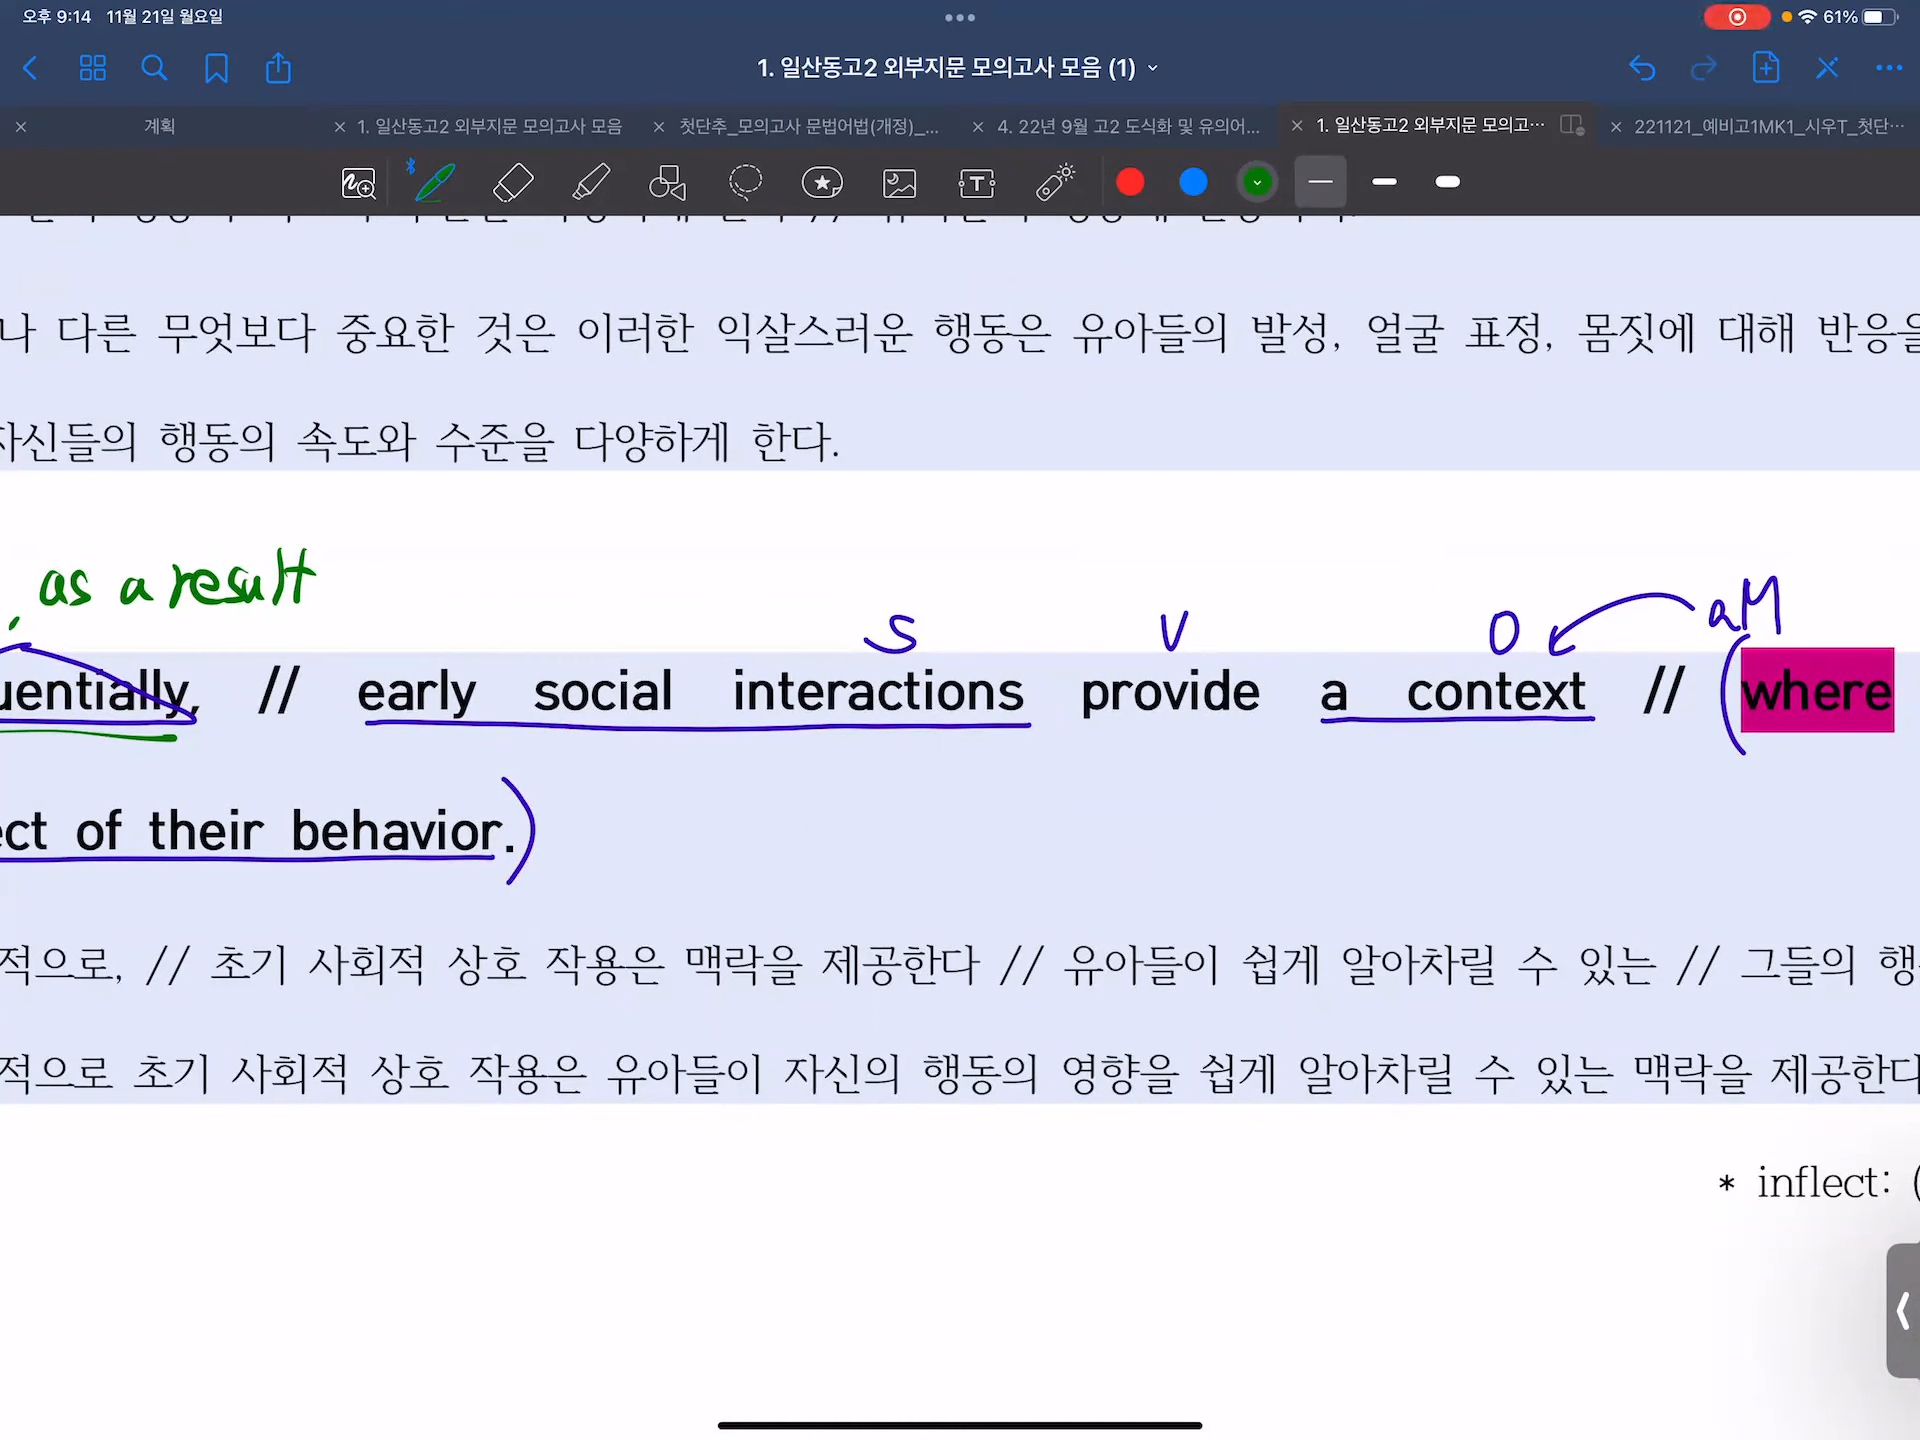 오후 9:14 11월 21일 월요일
61%
1. 일산동고2 외부지문 모의고사 모음 (1)
계획
1. 일산동고2 외부지문 모의고사 모음
첫단추_모의고사 문법어법(개정)_...
4. 22년 9월 고2 도식화 및 유의어...
1. 일산동고2 외부지문 모의고...
221121_예비고1MK1_시우T_첫단...
나 다른 무엇보다 중요한 것은 이러한 익살스러운 행동은 유아들의 발성, 얼굴 표정, 몸짓에 대해 반응을
자신들의 행동의 속도와 수준을 다양하게 한다.
as a result
S V O aM
uentially, // early social interactions provide a context // (where
ect of their behavior.)
적으로, // 초기 사회적 상호 작용은 맥락을 제공한다 // 유아들이 쉽게 알아차릴 수 있는 // 그들의 행
적으로 초기 사회적 상호 작용은 유아들이 자신의 행동의 영향을 쉽게 알아차릴 수 있는 맥락을 제공한다
* inflect: (